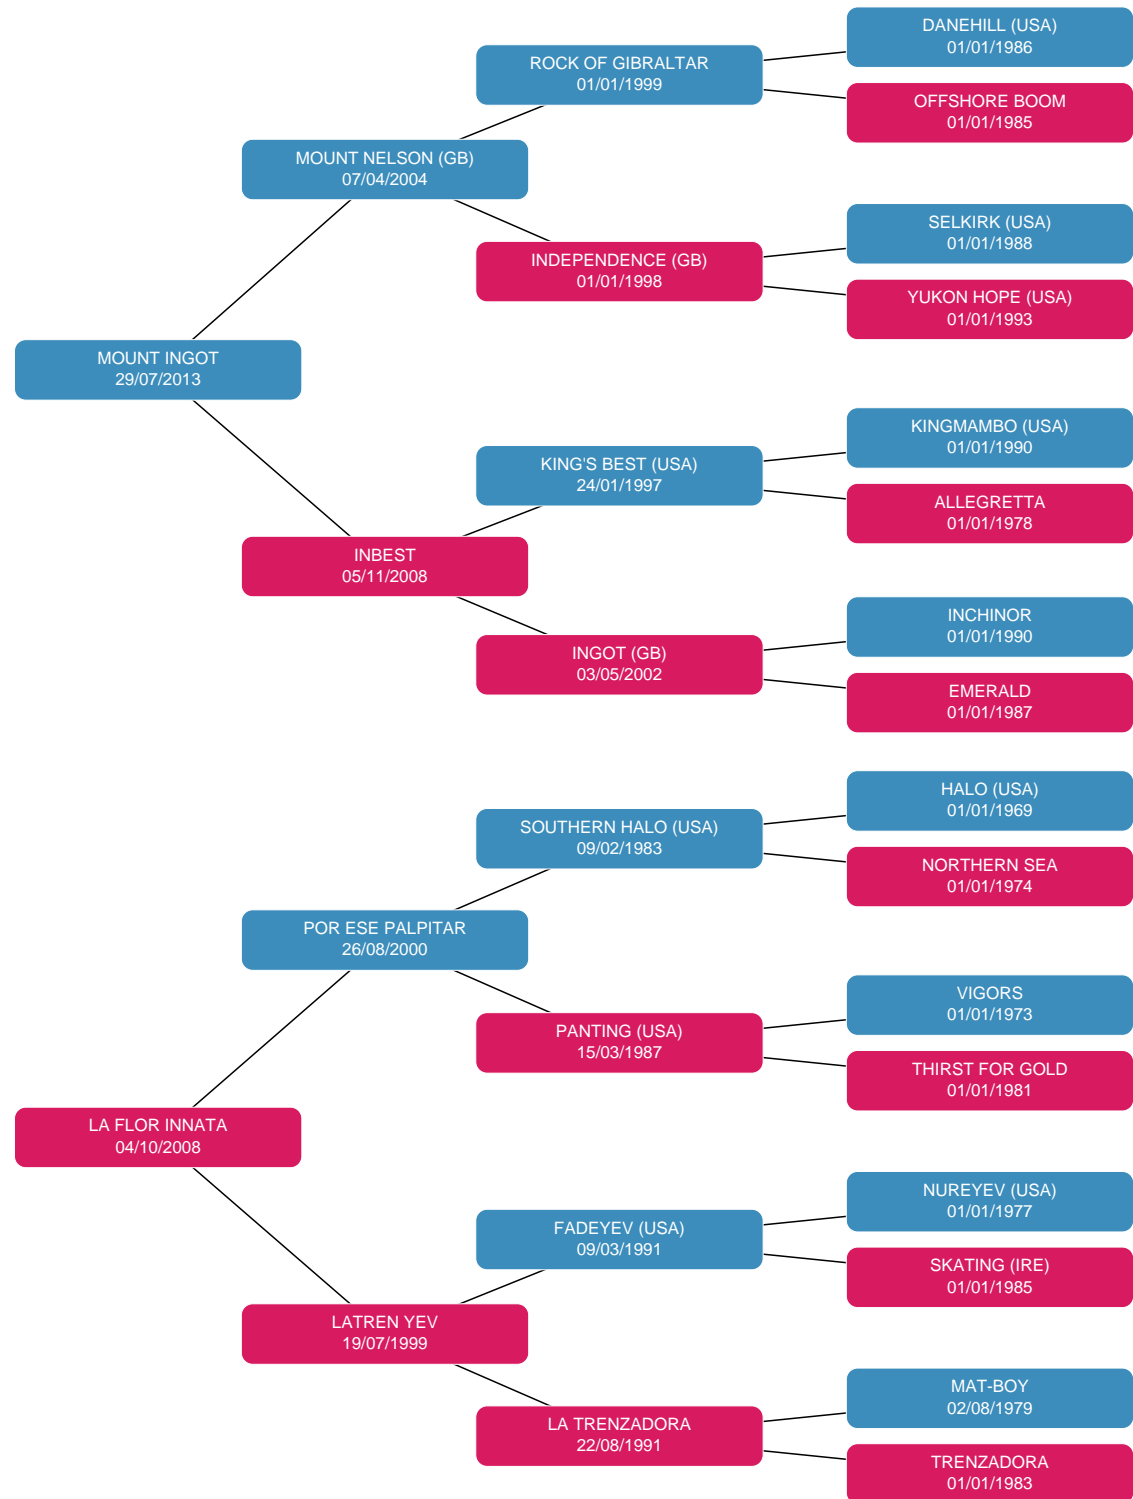 DANEHILL (USA)
01/01/1986
ROCK OF GIBRALTAR
01/01/1999
OFFSHORE BOOM
01/01/1985
MOUNT NELSON (GB)
07/04/2004
SELKIRK (USA)
01/01/1988
INDEPENDENCE (GB)
01/01/1998
YUKON HOPE (USA)
01/01/1993
MOUNT INGOT
29/07/2013
KINGMAMBO (USA)
01/01/1990
KING'S BEST (USA)
24/01/1997
ALLEGRETTA
01/01/1978
INBEST
05/11/2008
INCHINOR
01/01/1990
INGOT (GB)
03/05/2002
EMERALD
01/01/1987
HALO (USA)
01/01/1969
SOUTHERN HALO (USA)
09/02/1983
NORTHERN SEA
01/01/1974
POR ESE PALPITAR
26/08/2000
VIGORS
01/01/1973
PANTING (USA)
15/03/1987
THIRST FOR GOLD
01/01/1981
LA FLOR INNATA
04/10/2008
NUREYEV (USA)
01/01/1977
FADEYEV (USA)
09/03/1991
SKATING (IRE)
01/01/1985
LATREN YEV
19/07/1999
MAT-BOY
02/08/1979
LA TRENZADORA
22/08/1991
TRENZADORA
01/01/1983